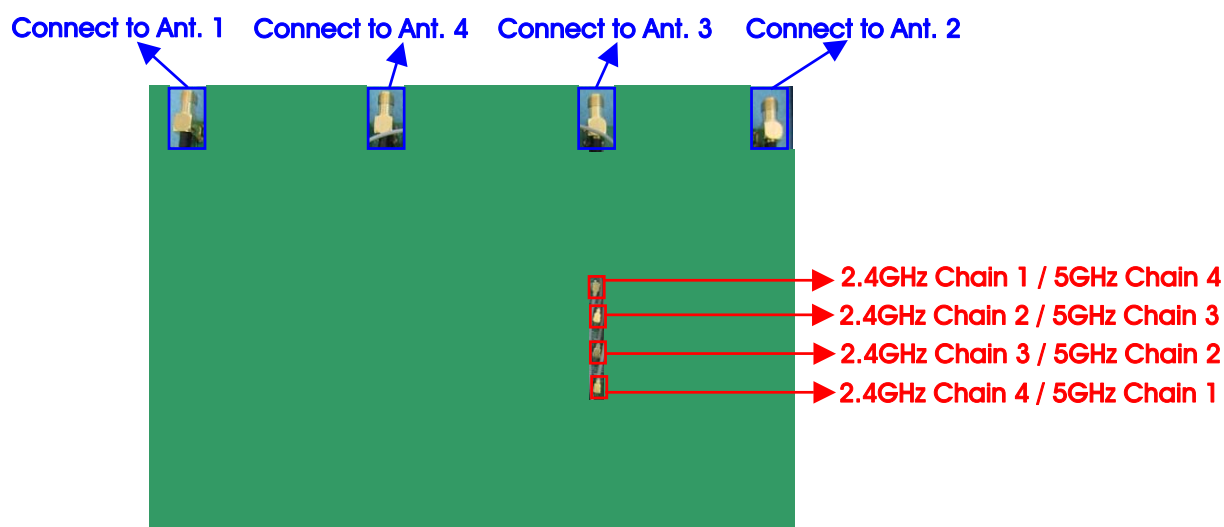 Connect to Ant. 1
Connect to Ant. 4
Connect to Ant. 3
Connect to Ant. 2
2.4GHz Chain 1 / 5GHz Chain 4
2.4GHz Chain 2 / 5GHz Chain 3
2.4GHz Chain 3 / 5GHz Chain 2
2.4GHz Chain 4 / 5GHz Chain 1